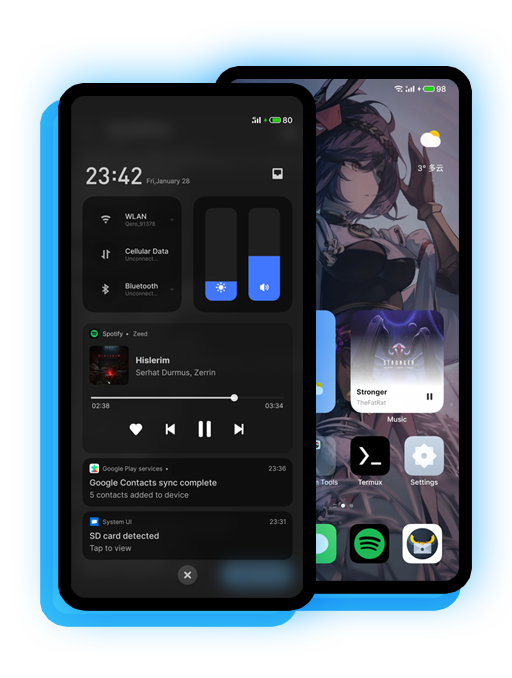 80
23:42 Fri,January 28
WLAN
Qero_91378
Cellular Data
Unconnect...
Bluetooth
Unconnect...
Spotify • Zeed
Hislerim
Serhat Durmus, Zerrin
02:38 03:34
Google Play services • 23:36
Google Contacts sync complete
5 contacts added to device
System UI 23:31
SD card detected
Tap to view
98
3° 多云
STRONGER
Stronger
TheFatRat
Music
Tools Termux Settings